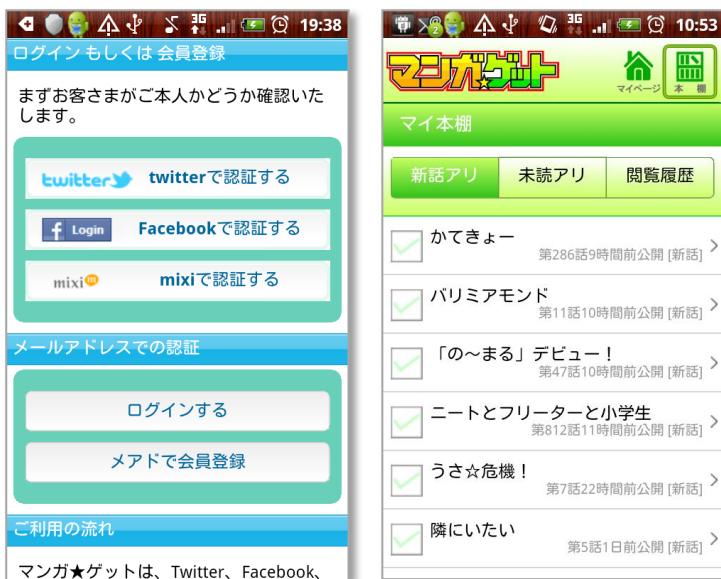 3G
19:38
ログイン もしくは 会員登録
まずお客さまがご本人かどうか確認いた
します。
twitter twitterで認証する
f Login Facebookで認証する
mixi mixiで認証する
メールアドレスでの認証
ログインする
メアドで会員登録
ご利用の流れ
マンガ★ゲットは、Twitter、Facebook、
3G
10:53
マンガ★ゲット
マイページ 本 棚
マイ本棚
新話アリ 未読アリ 閲覧履歴
かてきょー
第286話9時間前公開 [新話]
バリミアモンド
第11話10時間前公開 [新話]
「の～まる」デビュー！
第47話10時間前公開 [新話]
ニートとフリーターと小学生
第812話11時間前公開 [新話]
うさ☆危機！
第7話22時間前公開 [新話]
隣にいたい
第5話1日前公開 [新話]